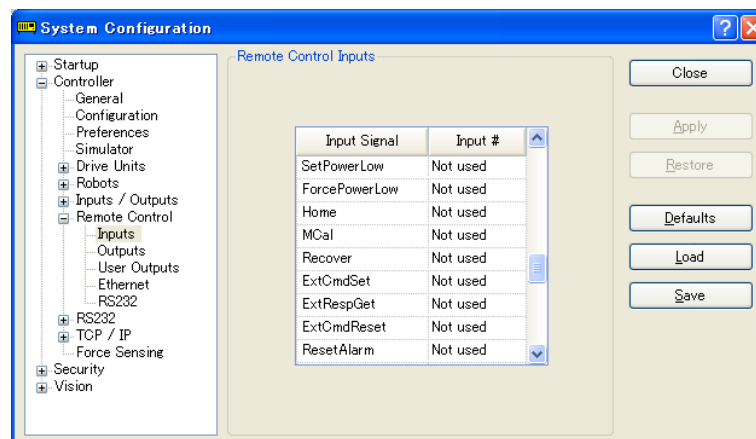 System Configuration
Startup
Controller
General
Configuration
Preferences
Simulator
Drive Units
Robots
Inputs / Outputs
Remote Control
Inputs
Outputs
User Outputs
Ethernet
RS232
RS232
TCP / IP
Force Sensing
Security
Vision
Remote Control Inputs
Input Signal Input #
SetPowerLow Not used
ForcePowerLow Not used
Home Not used
MCal Not used
Recover Not used
ExtCmdSet Not used
ExtRespGet Not used
ExtCmdReset Not used
ResetAlarm Not used
Close
Apply
Restore
Defaults
Load
Save